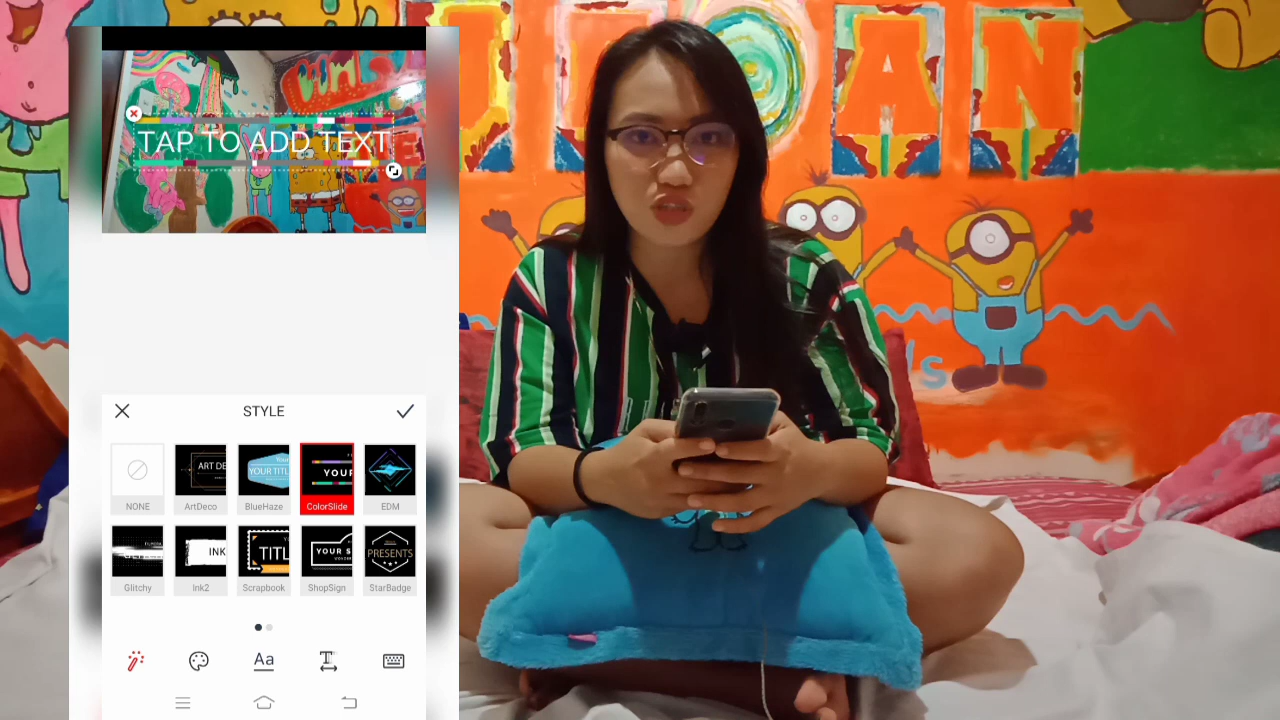 TAP TO ADD TEXT
STYLE
ART DE
YOUR TITL
YOUR
NONE
ArtDeco
BlueHaze
ColorSlide
EDM
INK
TITL
YOUR S
PRESENTS
Glitchy
Ink2
Scrapbook
ShopSign
StarBadge
Aa
T
AN